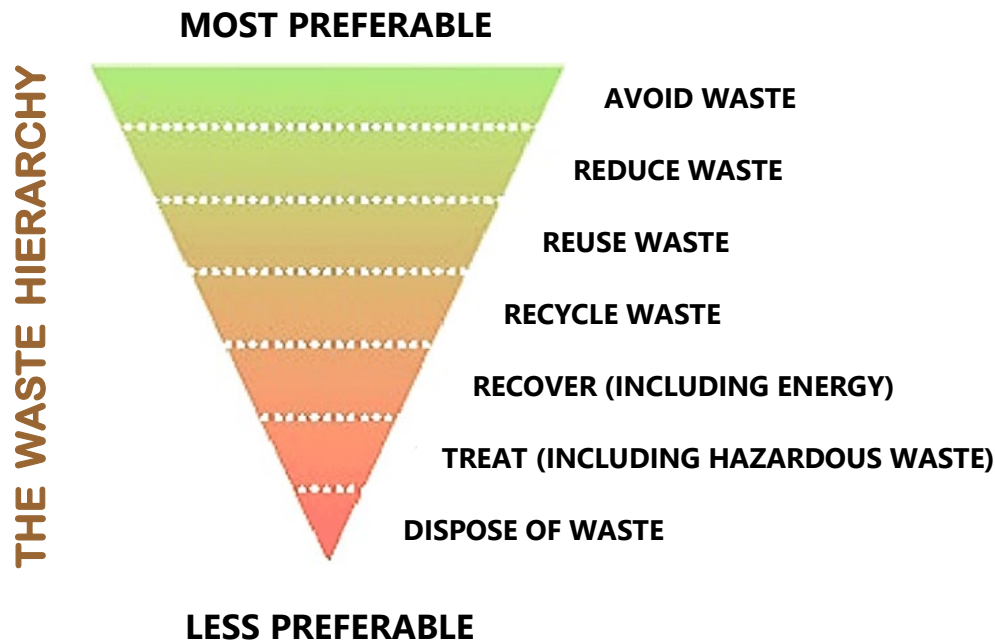 MOST PREFERABLE
THE WASTE HIERARCHY
AVOID WASTE
REDUCE WASTE
REUSE WASTE
RECYCLE WASTE
RECOVER (INCLUDING ENERGY)
TREAT (INCLUDING HAZARDOUS WASTE)
DISPOSE OF WASTE
LESS PREFERABLE